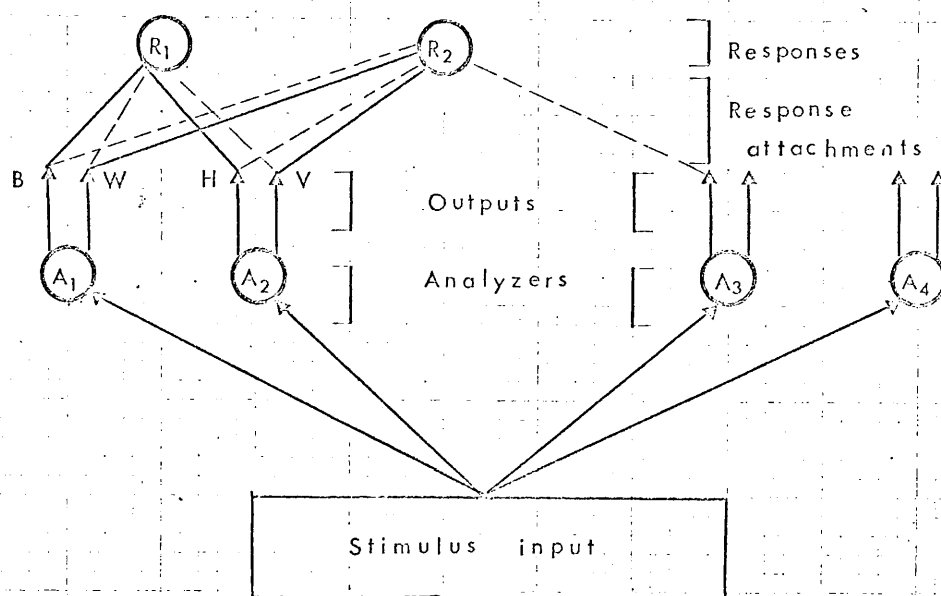 R1 R2 Responses
Response
attachments
B W H V
Outputs
A1 A2 Analyzers A3 A4
Stimulus input